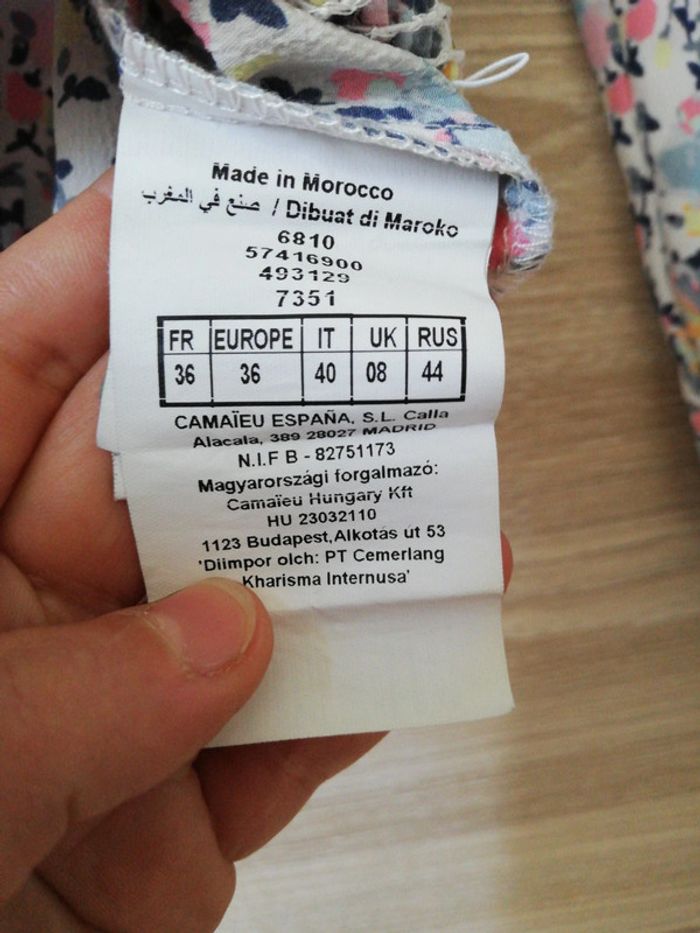 Made in Morocco
صنع في المغرب / Dibuat di Maroko
6810
57416900
493129
7351
FR EUROPE IT UK RUS
36 36 40 08 44
CAMAÏEU ESPAÑA, S.L. Calla
Alacala, 389 28027 MADRID
N.I.F B - 82751173
Magyarországi forgalmazó:
Camaïeu Hungary Kft
HU 23032110
1123 Budapest,Alkotás út 53
'Diimpor olch: PT Cemerlang
Kharisma Internusa'